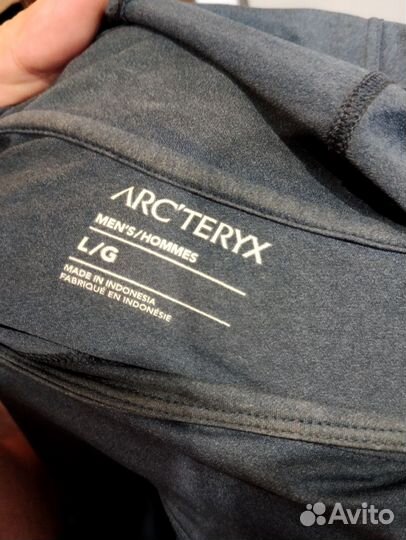 ARC'TERYX
MEN'S/HOMMES
L/G
MADE IN INDONESIA
FABRIQUÉ EN INDONÉSIE
Avito